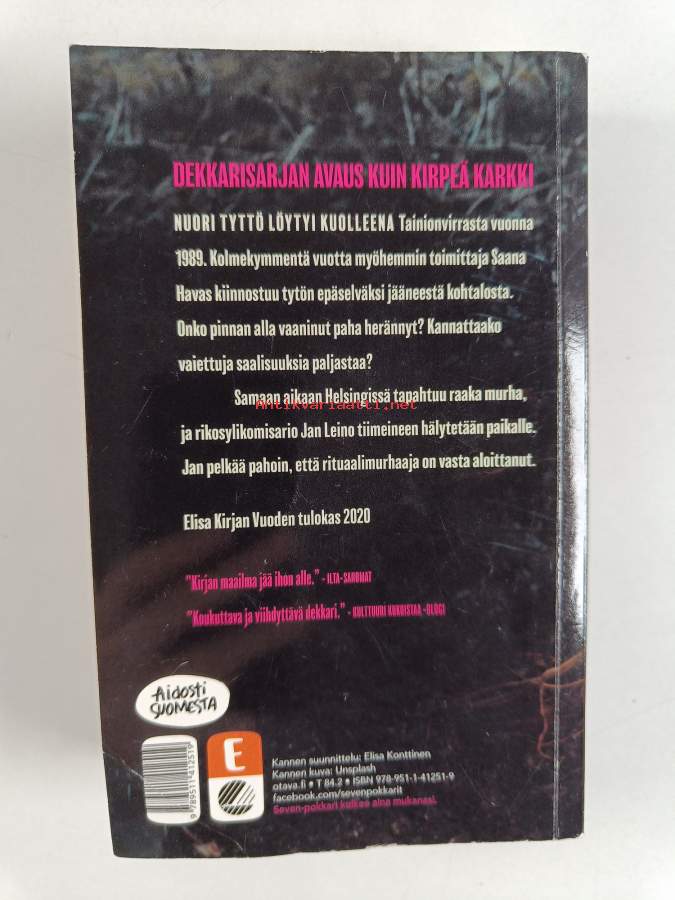 DEKKARISARJAN AVAUS KUIN KIRPEÄ KARKKI
NUORI TYTTÖ LÖYTYI KUOLLEENA Tainionvirrasta vuonna
1989. Kolmekymmentä vuotta myöhemmin toimittaja Saana
Havas kiinnostuu tytön epäselväksi jääneestä kohtalosta.
Onko pinnan alla vaaninut paha herännyt? Kannattaako
vaiettuja saalisuuksia paljastaa?
Samaan aikaan Helsingissä tapahtuu raaka murha,
Antikvariaatti.net
ja rikosylikomisario Jan Leino tiimeineen hälytetään paikalle.
Jan pelkää pahoin, että rituaalimurhaaja on vasta aloittanut.
Elisa Kirjan Vuoden tulokas 2020
"Kirjan maailma jää ihon alle." - ILTA-SANOMAT
"Koukuttava ja viihdyttävä dekkari." - KULTTUURI KUKOISTAA -BLOGI
Aidosti
SUOMESTA
E
9 789511 412519
Kannen suunnittelu: Elisa Konttinen
Kannen kuva: Unsplash
otava.fi • T 84.2 • ISBN 978-951-1-41251-9
facebook.com/sevenpokkarit
Seven-pokkari kulkee aina mukanasi.